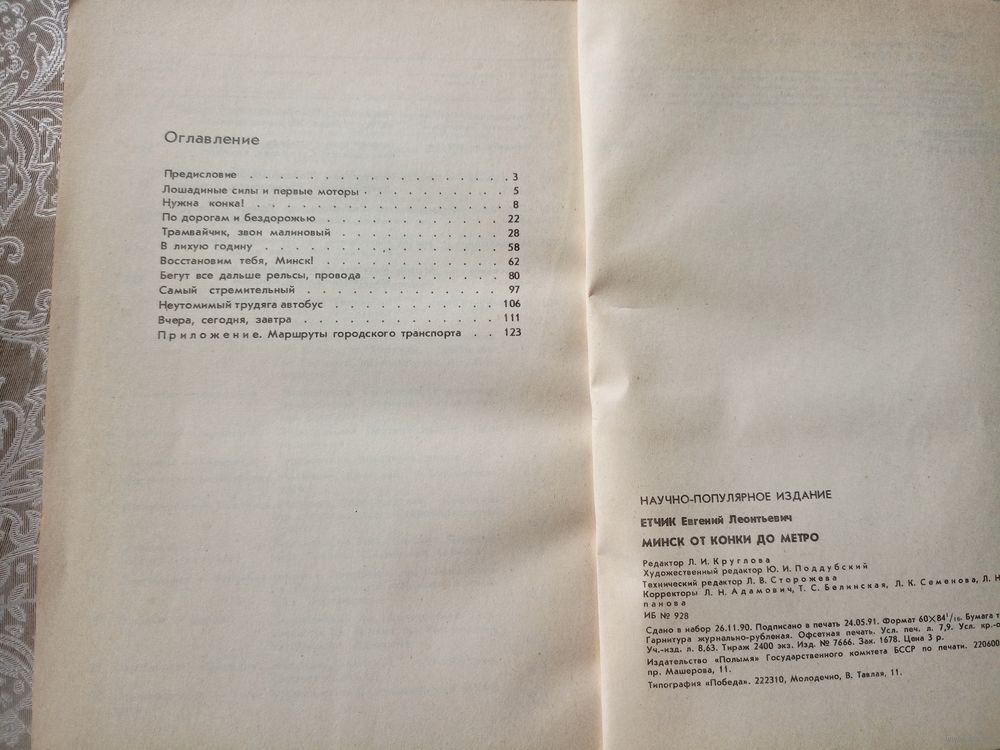 Оглавление
Предисловие . . . . . . . . . . . . . . . . . 3
Лошадиные силы и первые моторы . . . . . . . . . . 5
Нужна конка! . . . . . . . . . . . . . . . . . 8
По дорогам и бездорожью . . . . . . . . . . . . 22
Трамвайчик, звон малиновый . . . . . . . . . . . 28
В лихую годину . . . . . . . . . . . . . . . . 58
Восстановим тебя, Минск! . . . . . . . . . . . . 62
Бегут все дальше рельсы, провода . . . . . . . . . 80
Самый стремительный . . . . . . . . . . . . . . 97
Неутомимый трудяга автобус . . . . . . . . . . . 106
Вчера, сегодня, завтра . . . . . . . . . . . . . 111
Приложение. Маршруты городского транспорта . . 123
НАУЧНО-ПОПУЛЯРНОЕ ИЗДАНИЕ
ЕТЧИК Евгений Леонтьевич
МИНСК ОТ КОНКИ ДО МЕТРО
Редактор Л. И. Круглова
Художественный редактор Ю. И. Поддубский
Технический редактор Л. В. Сторожева
Корректоры Л. Н. Адамович, Т. С. Белинская, Л. К. Семенова, Л.
панова
ИБ № 928
Сдано в набор 26.11.90. Подписано в печать 24.05.91. Формат 60×84¹/₁₆. Бумага
Гарнитура журнально-рубленая. Офсетная печать. Усл. печ. л. 7,9. Усл.
Уч.-изд. л. 8,63. Тираж 2400 экз. Изд. № 7666. Зак. 1678. Цена 3 р.
Издательство «Полымя» Государственного комитета БССР по печати. 220600
пр. Машерова, 11.
Типография «Победа». 222310, Молодечно, В. Тавлая, 11.